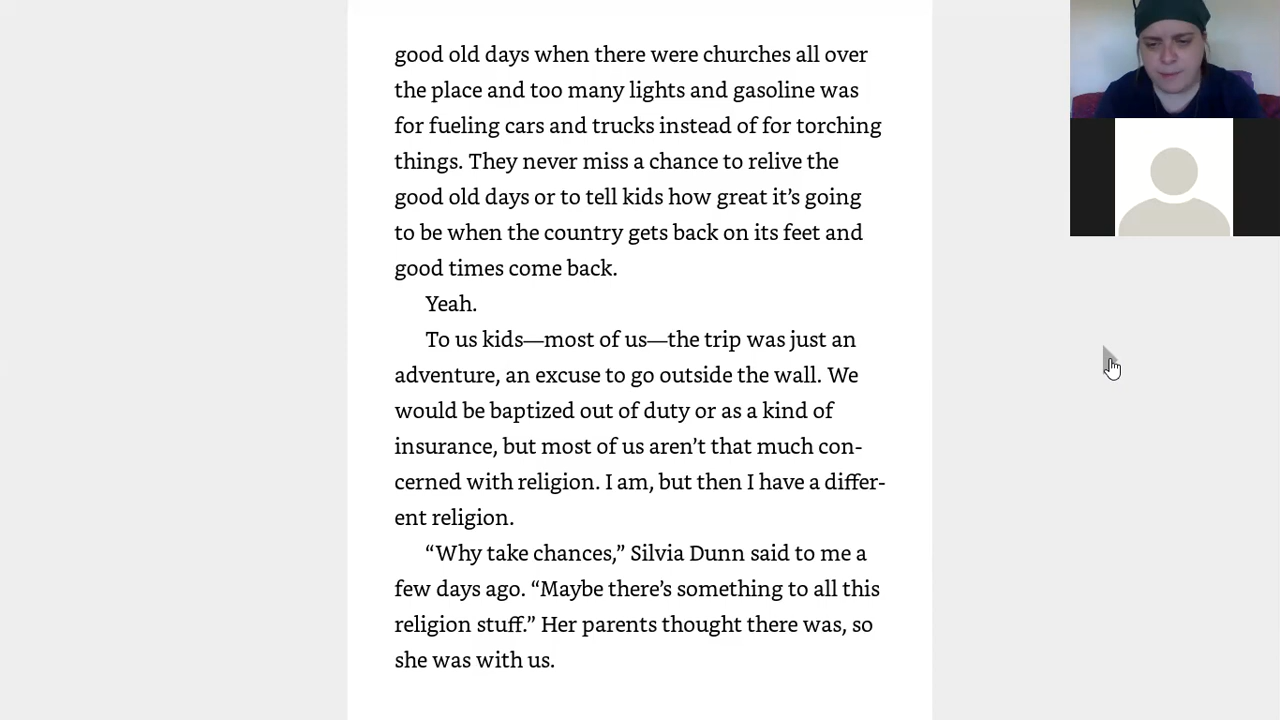 good old days when there were churches all over
the place and too many lights and gasoline was
for fueling cars and trucks instead of for torching
things. They never miss a chance to relive the
good old days or to tell kids how great it’s going
to be when the country gets back on its feet and
good times come back.
Yeah.
To us kids—most of us—the trip was just an
adventure, an excuse to go outside the wall. We
would be baptized out of duty or as a kind of
insurance, but most of us aren’t that much con-
cerned with religion. I am, but then I have a differ-
ent religion.
“Why take chances,” Silvia Dunn said to me a
few days ago. “Maybe there’s something to all this
religion stuff.” Her parents thought there was, so
she was with us.